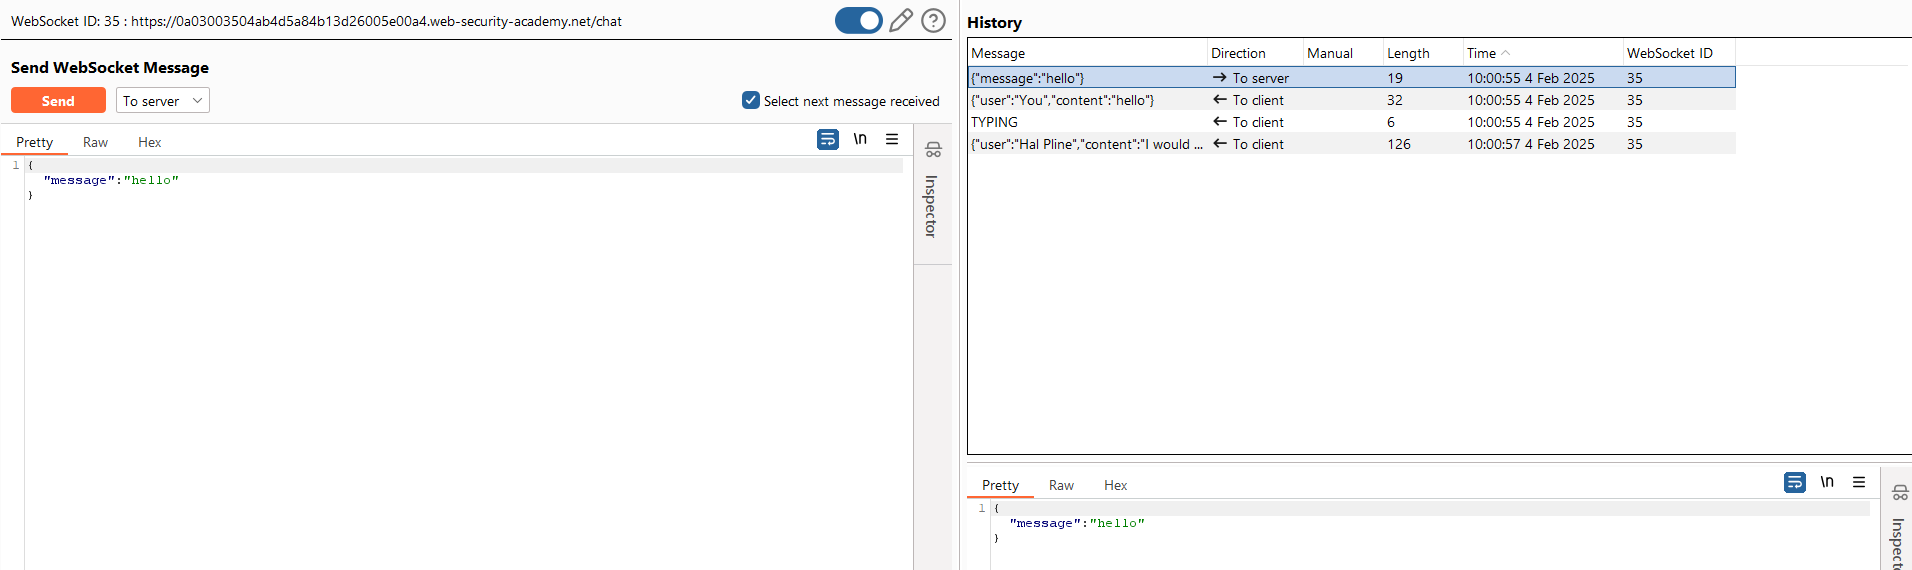 WebSocket ID: 35 : https://0a03003504ab4d5a84b13d26005e00a4.web-security-academy.net/chat
Send WebSocket Message
Send To server Select next message received
Pretty Raw Hex \n
1 {
"message":"hello"
}
Inspector
History
Message Direction Manual Length Time WebSocket ID
{"message":"hello"} → To server 19 10:00:55 4 Feb 2025 35
{"user":"You","content":"hello"} ← To client 32 10:00:55 4 Feb 2025 35
TYPING ← To client 6 10:00:55 4 Feb 2025 35
{"user":"Hal Pline","content":"I would ... ← To client 126 10:00:57 4 Feb 2025 35
Pretty Raw Hex \n
1 {
"message":"hello"
}
Inspec